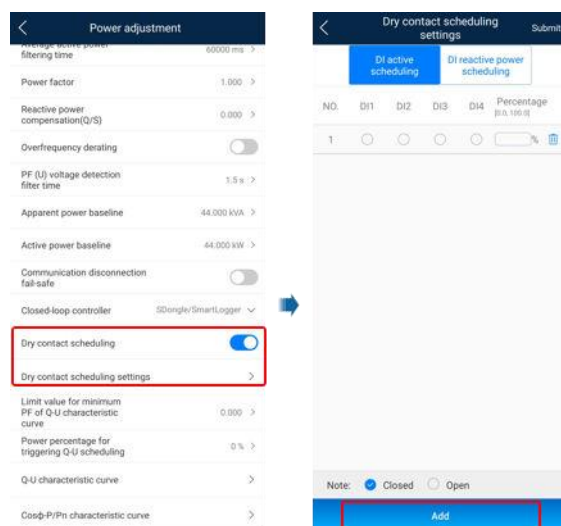 Power adjustment
Average active power
filtering time
60000 ms
Power factor
1.000
Reactive power
compensation(Q/S)
0.000
Overfrequency derating
PF (U) voltage detection
filter time
1.5 s
Apparent power baseline
44.000 kVA
Active power baseline
44.000 kW
Communication disconnection
fail-safe
Closed-loop controller
SDongle/SmartLogger
Dry contact scheduling
Dry contact scheduling settings
Limit value for minimum
PF of Q-U characteristic
curve
0.000
Power percentage for
triggering Q-U scheduling
0 %
Q-U characteristic curve
Cosф-P/Pn characteristic curve
Dry contact scheduling
settings
Submit
DI active
scheduling
DI reactive power
scheduling
NO. DI1 DI2 DI3 DI4 Percentage
[0.0, 100.0]
1 %
Note: Closed Open
Add